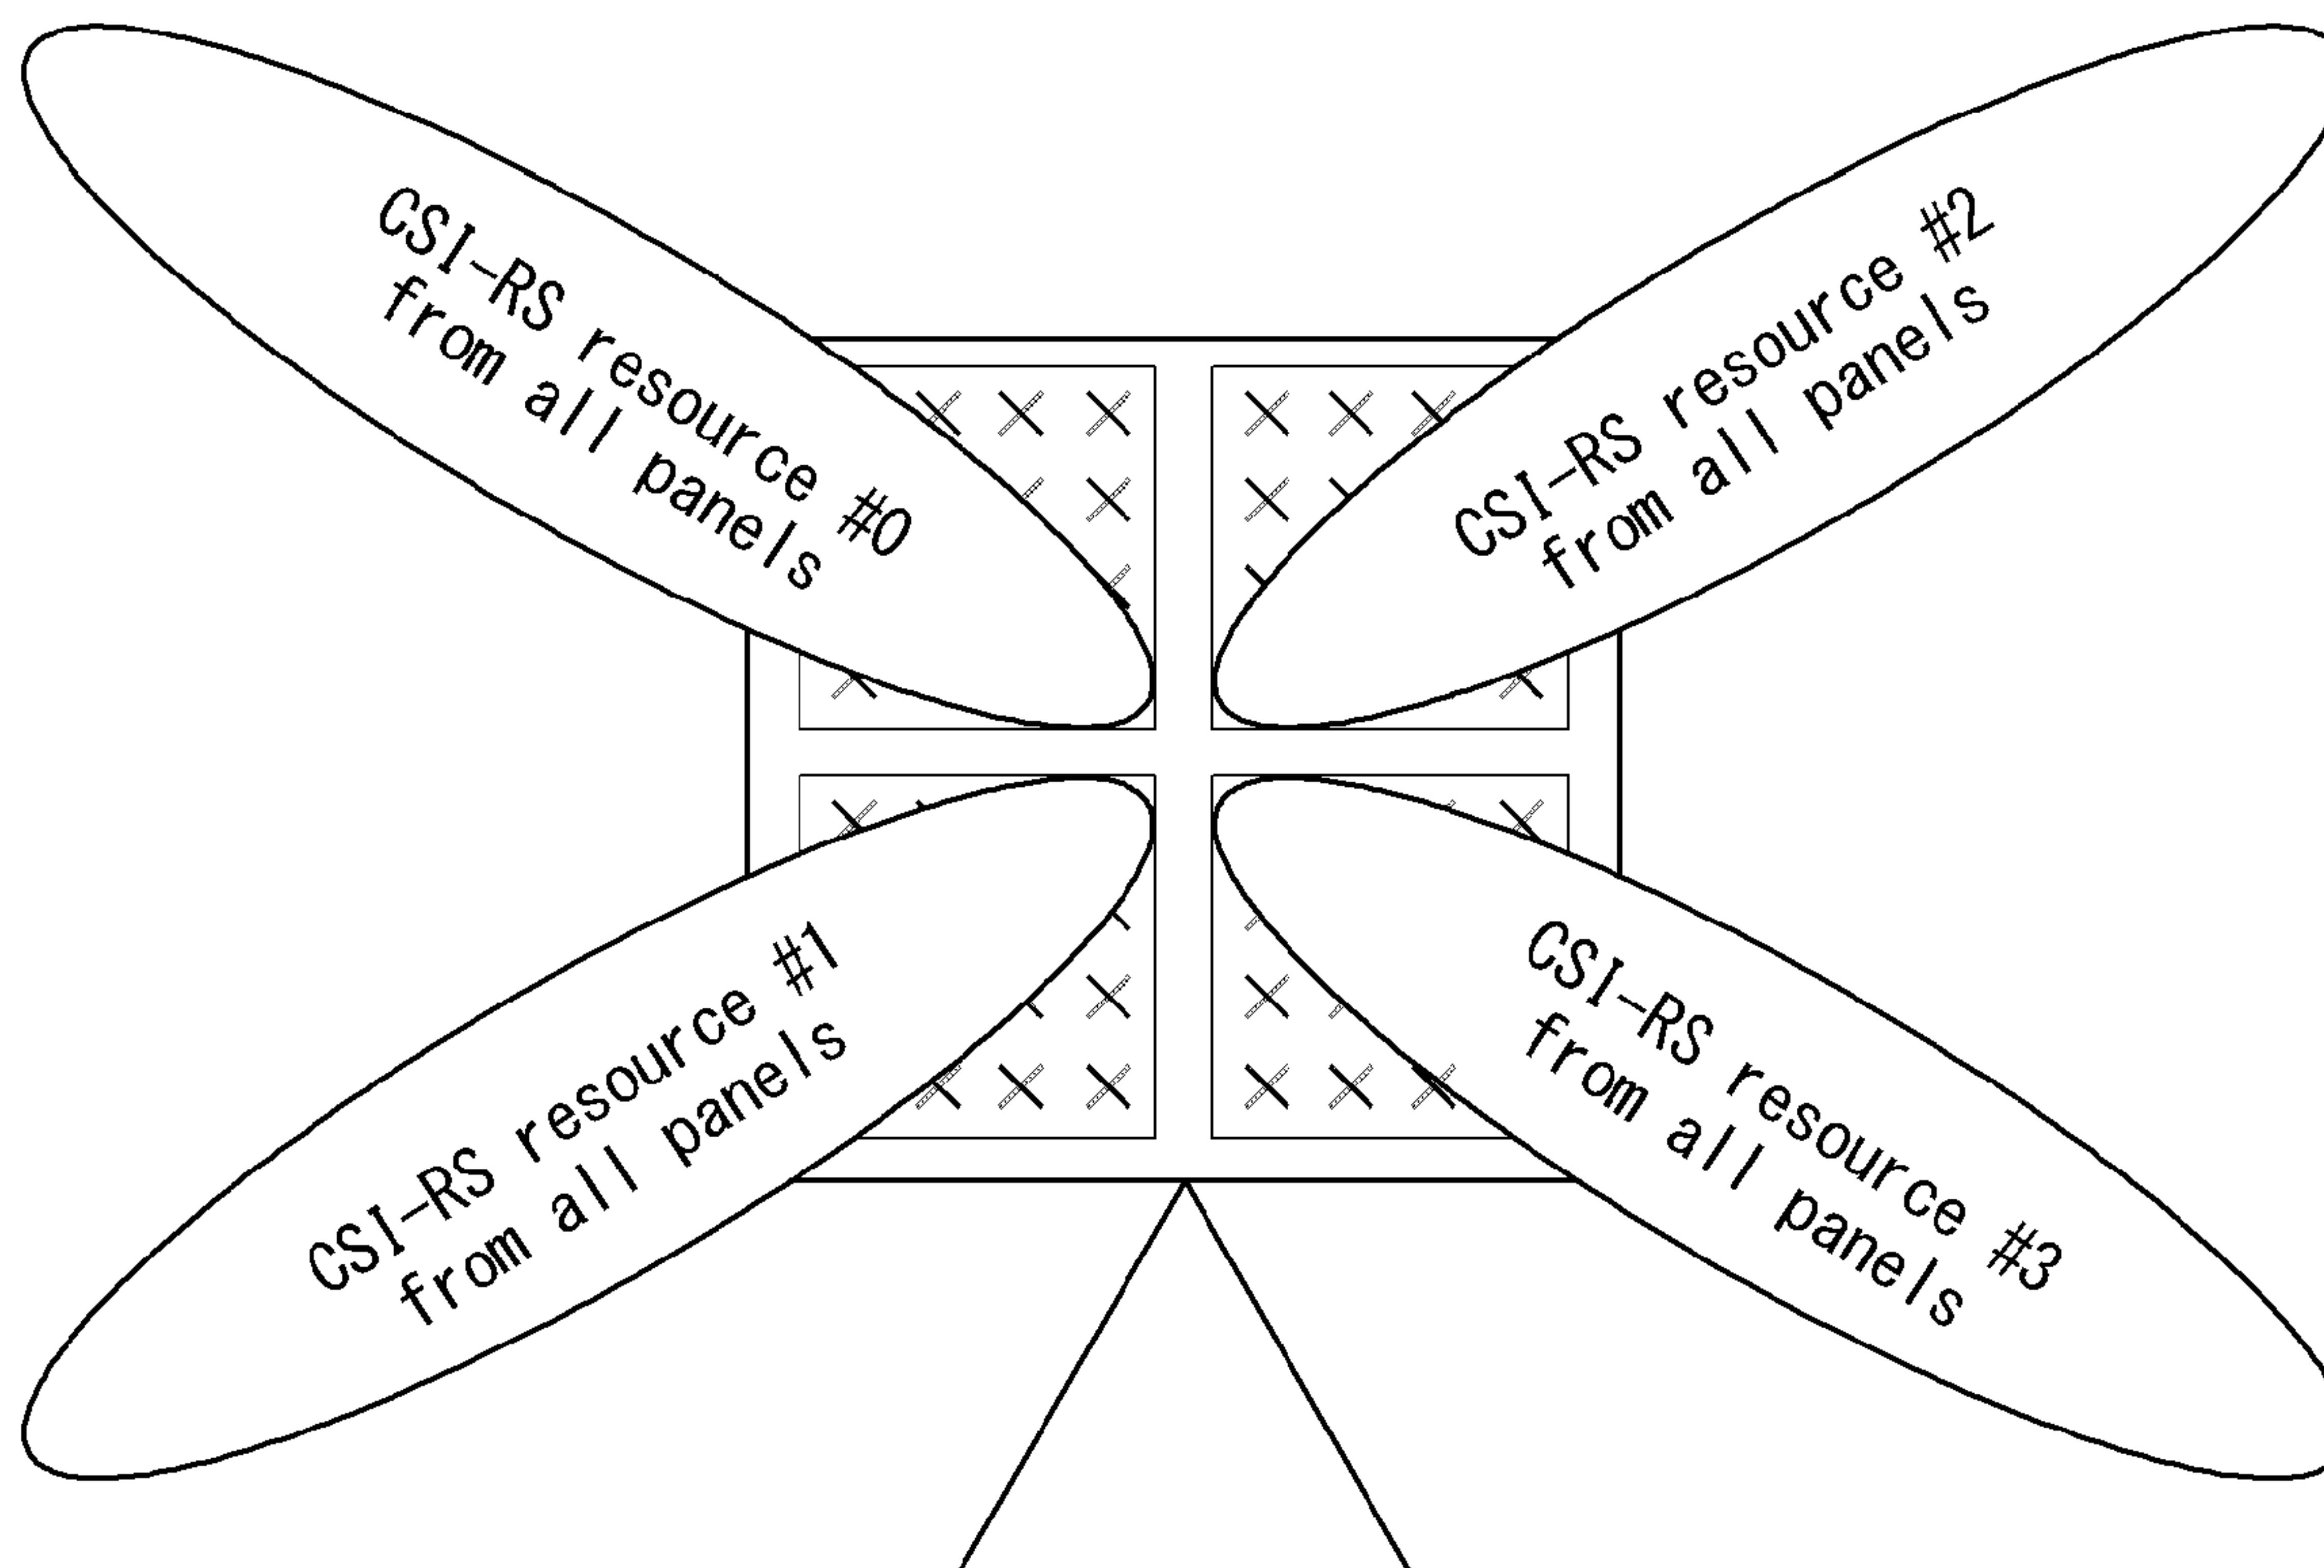 CSI-RS resource #0
from all panels
CSI-RS resource #2
from all panels
CSI-RS resource #1
from all panels
CSI-RS resource #3
from all panels